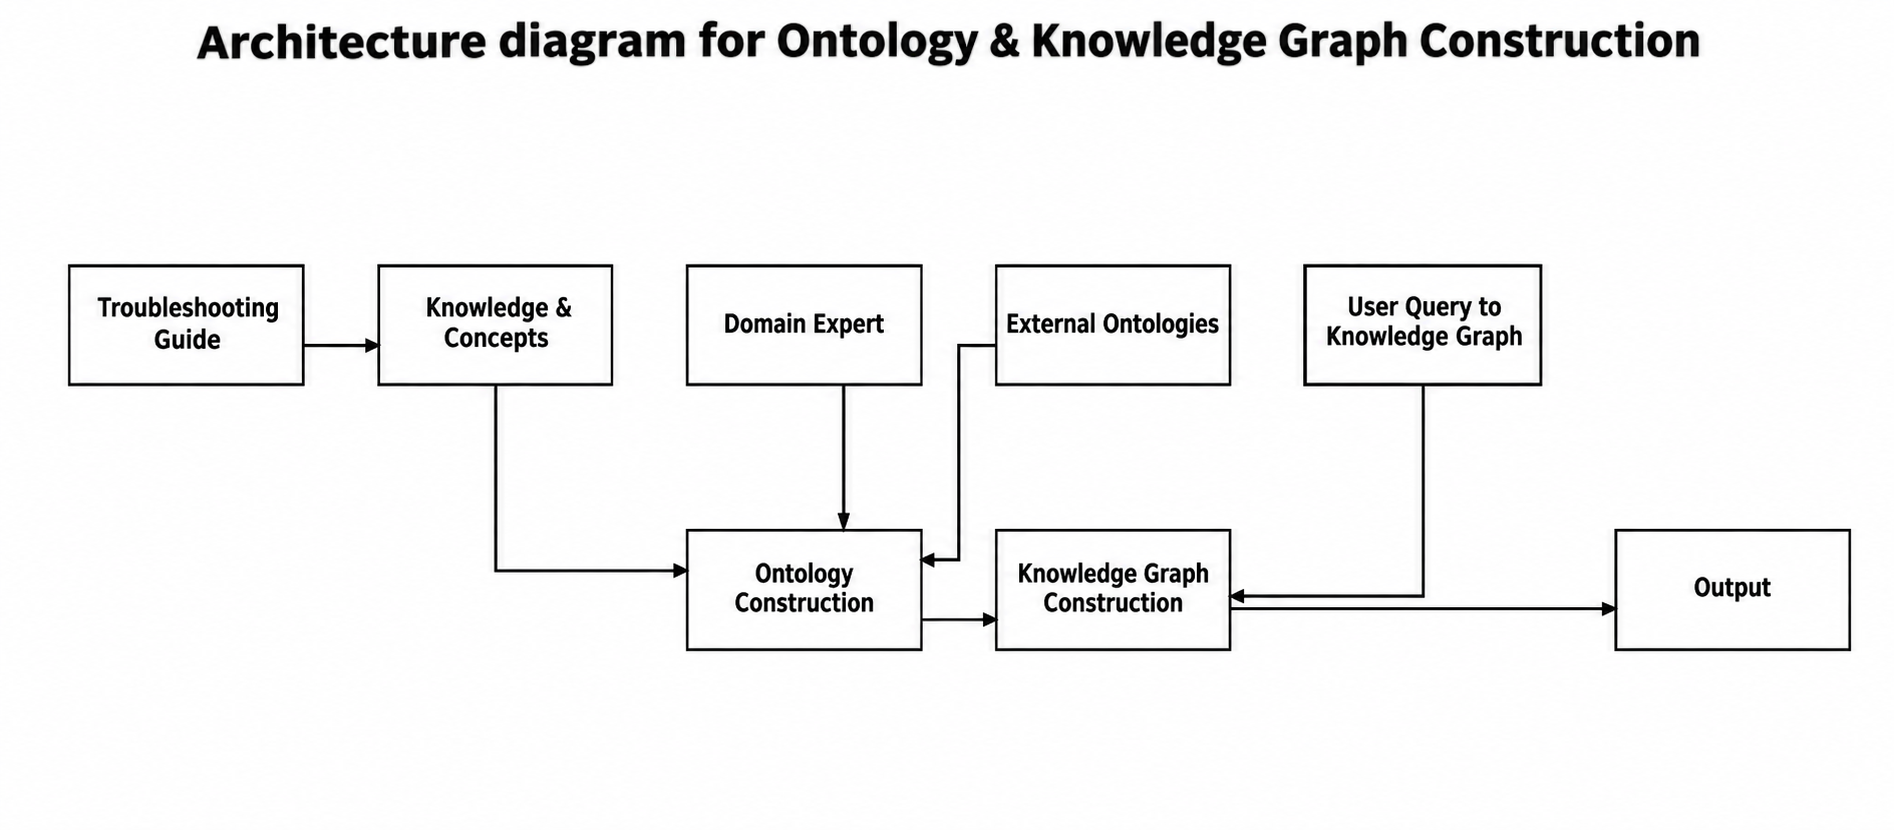 Architecture diagram for Ontology & Knowledge Graph Construction
Troubleshooting
Guide
Knowledge &
Concepts
Domain Expert
External Ontologies
User Query to
Knowledge Graph
Ontology
Construction
Knowledge Graph
Construction
Output